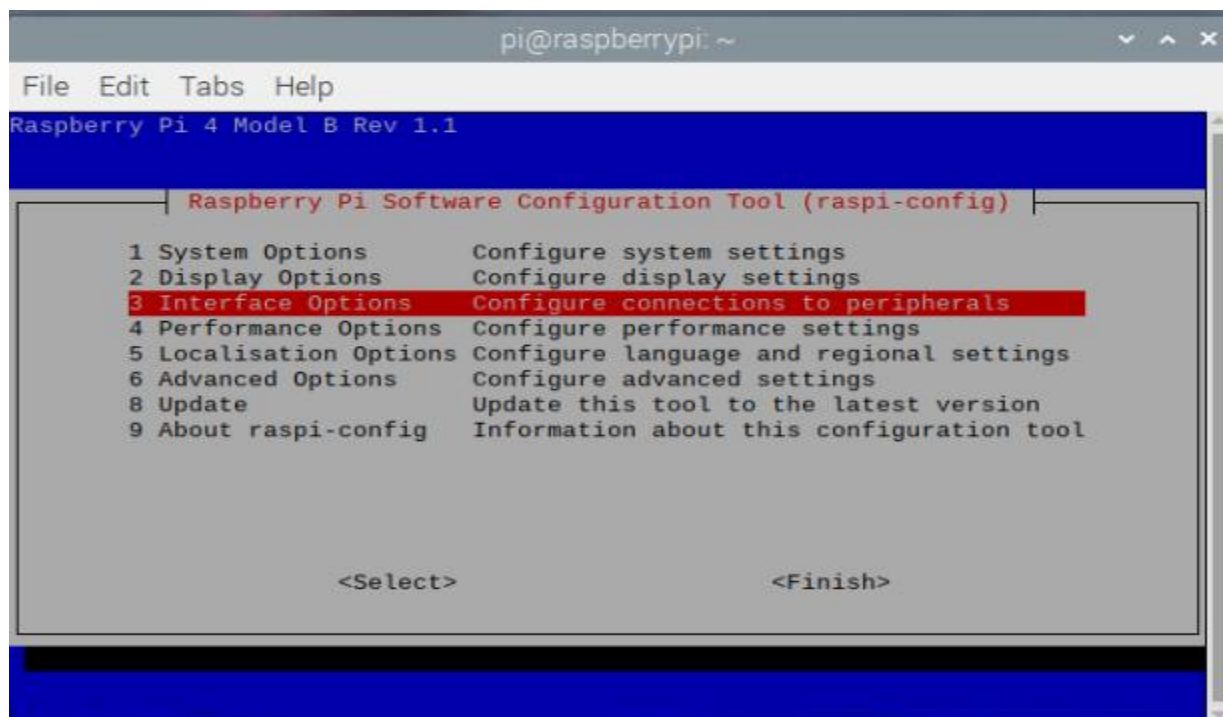 pi@raspberrypi: ~
File Edit Tabs Help
Raspberry Pi 4 Model B Rev 1.1
Raspberry Pi Software Configuration Tool (raspi-config)
1 System Options Configure system settings
2 Display Options Configure display settings
3 Interface Options Configure connections to peripherals
4 Performance Options Configure performance settings
5 Localisation Options Configure language and regional settings
6 Advanced Options Configure advanced settings
8 Update Update this tool to the latest version
9 About raspi-config Information about this configuration tool
<Select> <Finish>